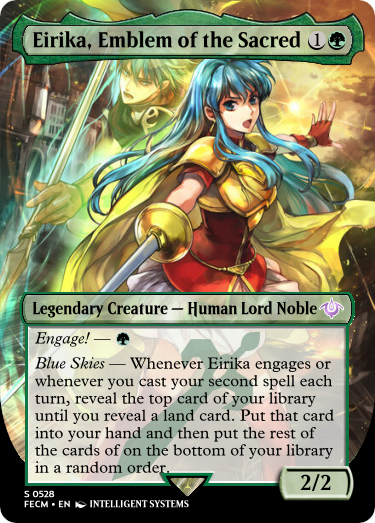 Eirika, Emblem of the Sacred 1
Legendary Creature — Human Lord Noble
Engage! —
Blue Skies — Whenever Eirika engages or
whenever you cast your second spell each
turn, reveal the top card of your library
until you reveal a land card. Put that card
into your hand and then put the rest of
the cards of on the bottom of your library
in a random order.
2/2
S 0528
FECM • EN INTELLIGENT SYSTEMS